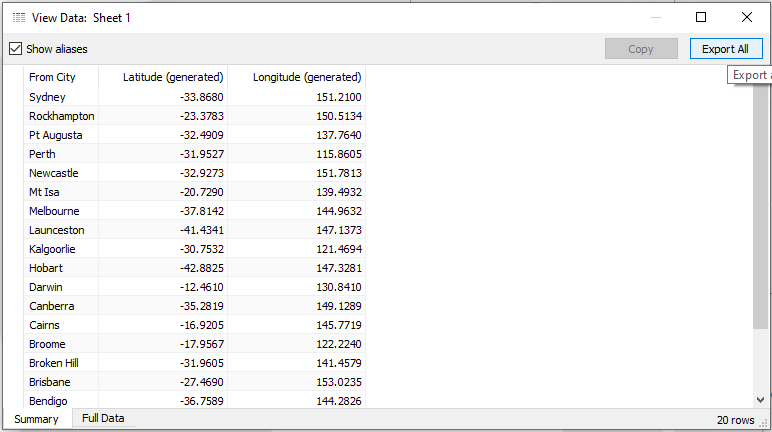 View Data: Sheet 1
Show aliases
Copy
Export All
Export a
From City Latitude (generated) Longitude (generated)
Sydney -33.8680 151.2100
Rockhampton -23.3783 150.5134
Pt Augusta -32.4909 137.7640
Perth -31.9527 115.8605
Newcastle -32.9273 151.7813
Mt Isa -20.7290 139.4932
Melbourne -37.8142 144.9632
Launceston -41.4341 147.1373
Kalgoorlie -30.7532 121.4694
Hobart -42.8825 147.3281
Darwin -12.4610 130.8410
Canberra -35.2819 149.1289
Cairns -16.9205 145.7719
Broome -17.9567 122.2240
Broken Hill -31.9605 141.4579
Brisbane -27.4690 153.0235
Bendigo -36.7589 144.2826
Summary Full Data 20 rows